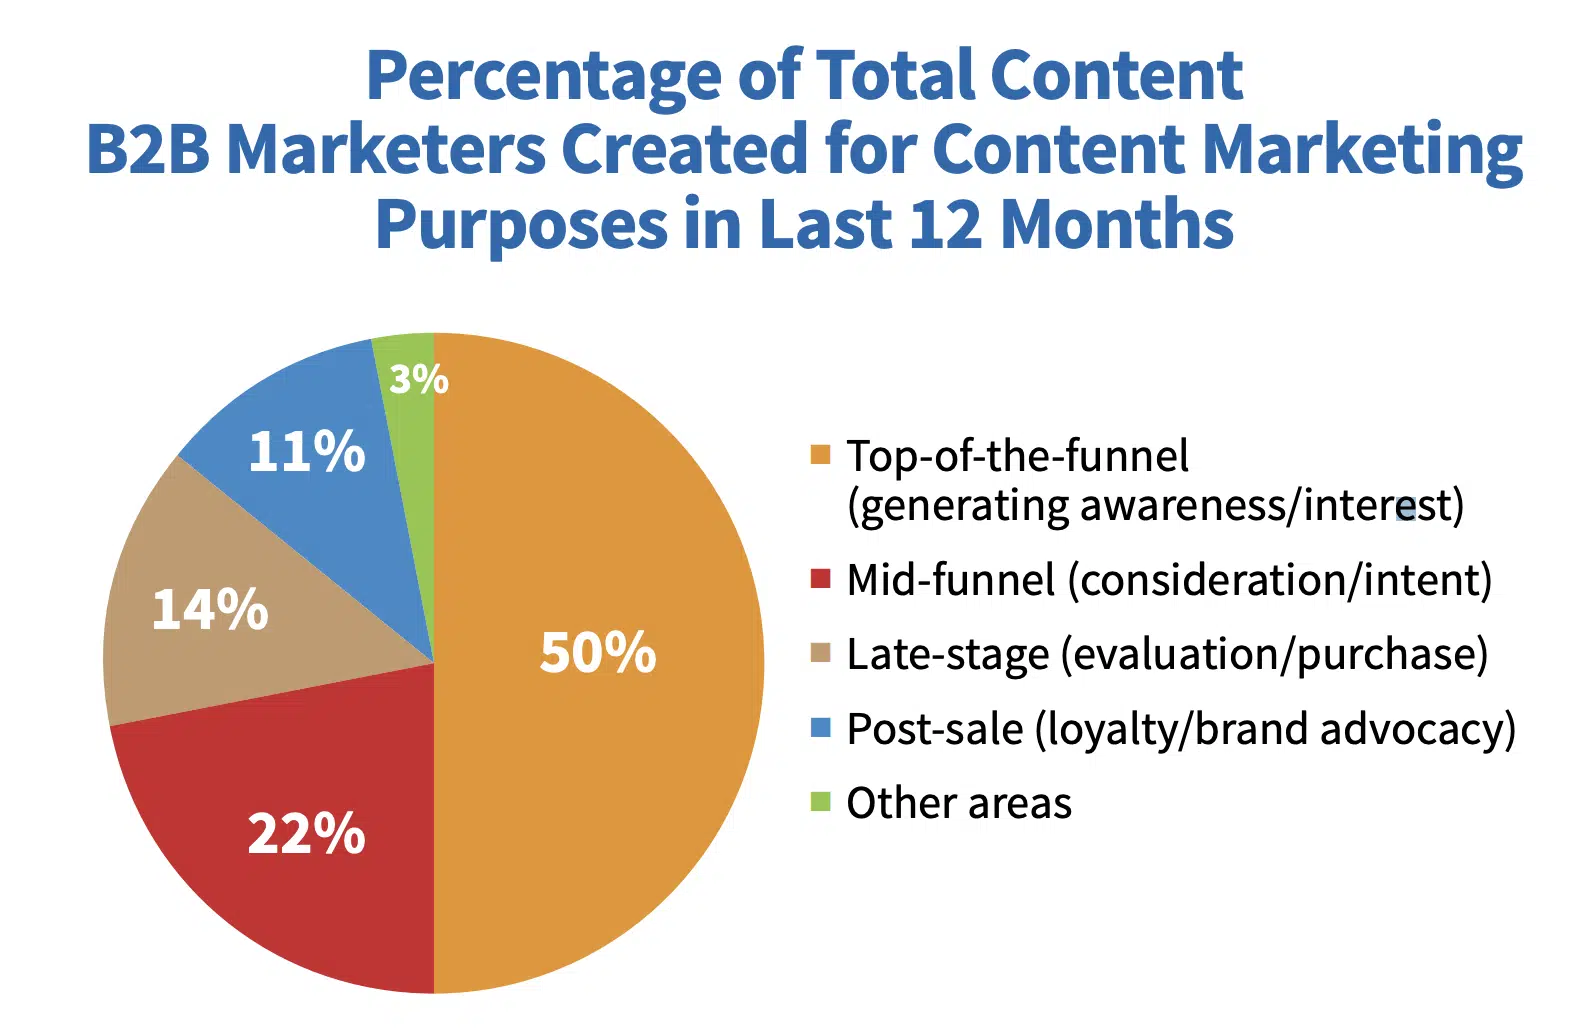 Percentage of Total Content
B2B Marketers Created for Content Marketing
Purposes in Last 12 Months
3%
11%
14%
50%
22%
Top-of-the-funnel
(generating awareness/interest)
Mid-funnel (consideration/intent)
Late-stage (evaluation/purchase)
Post-sale (loyalty/brand advocacy)
Other areas